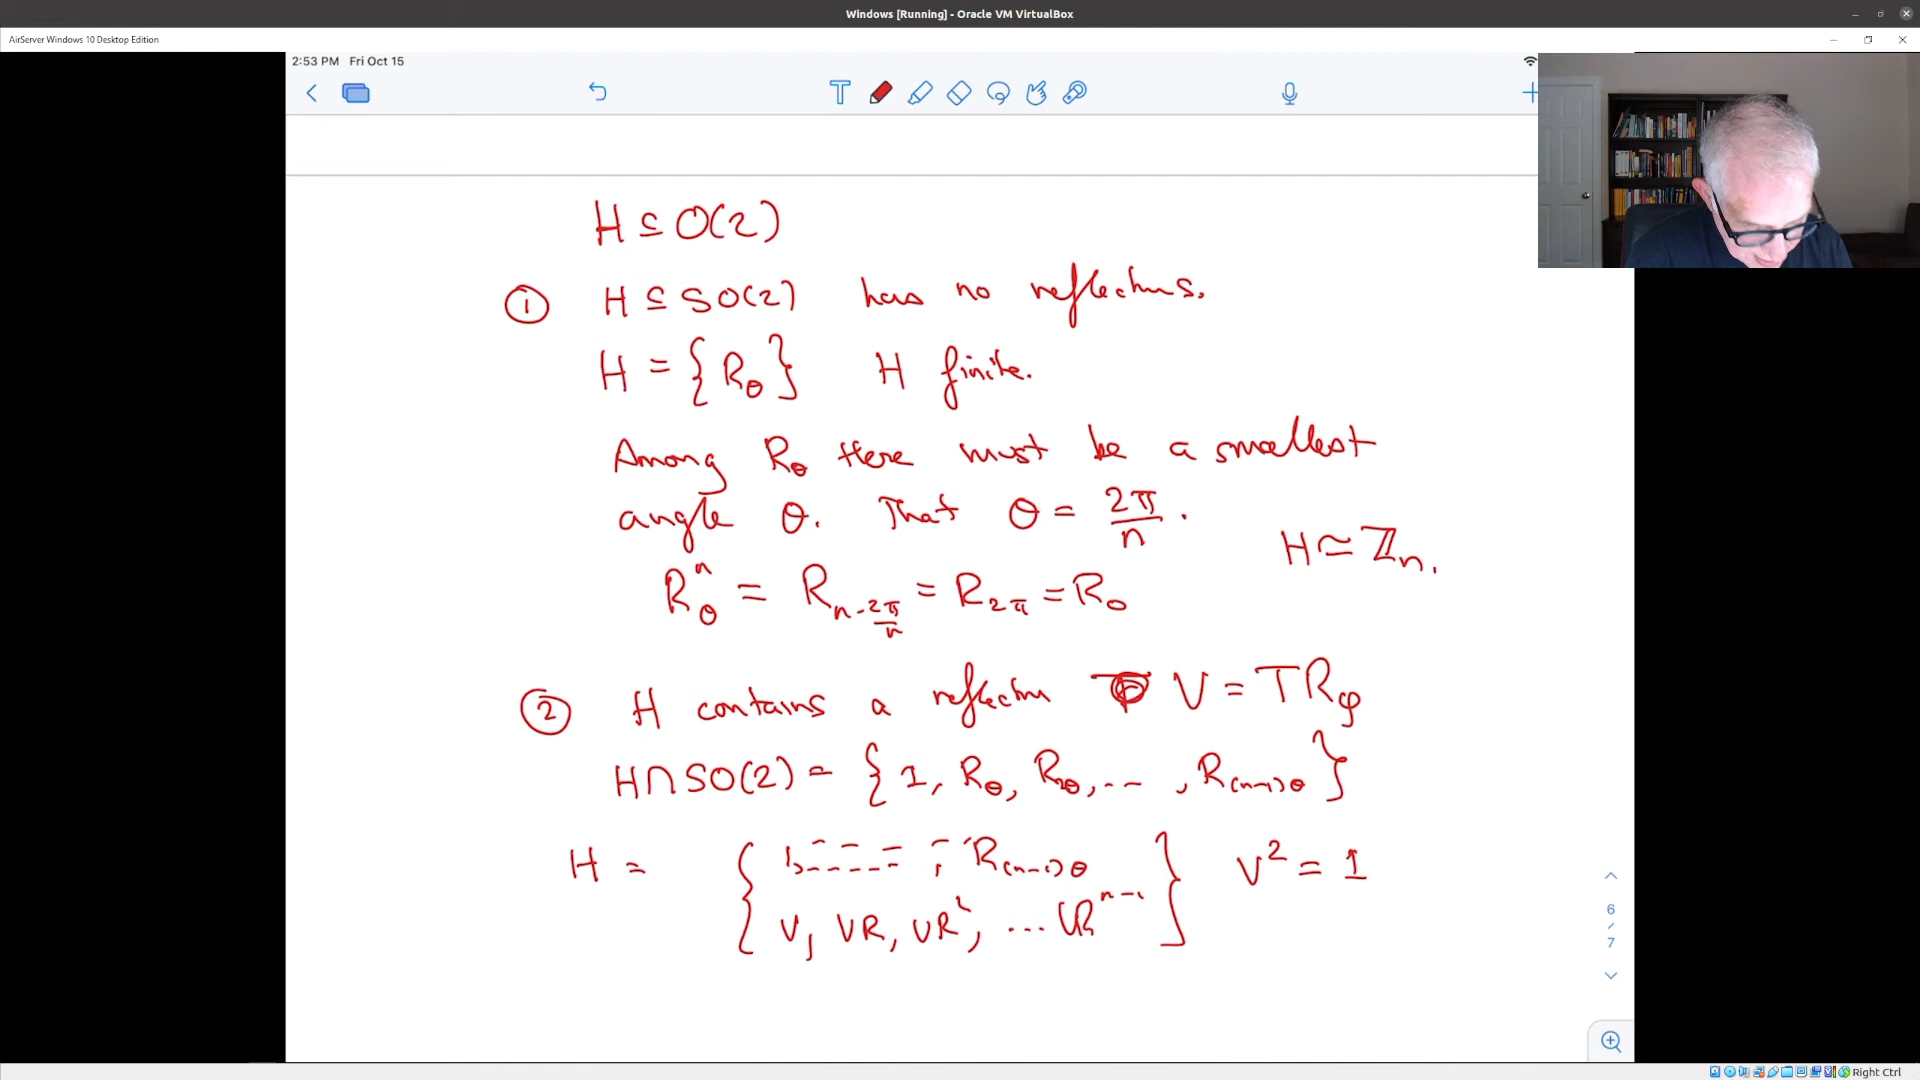 Windows [Running] - Oracle VM VirtualBox
AirServer Windows 10 Desktop Edition
2:53 PM Fri Oct 15
H ⊆ O(2)
① H ⊆ SO(2) has no reflections.
H = {R_θ} H finite.
Among R_θ there must be a smallest
angle θ. That θ = 2π/n.
H ≃ ℤ_n.
R_θ^n = R_{n·2π/n} = R_{2π} = R_0
② H contains a reflection V = TR_φ
H∩SO(2) = {1, R_θ, R_{2θ}, ..., R_{(n-1)θ}}
H = { 1, ----- , R_{(n-1)θ}
V, VR, VR², ... VR^{n-1} } V² = 1
6
7
Right Ctrl